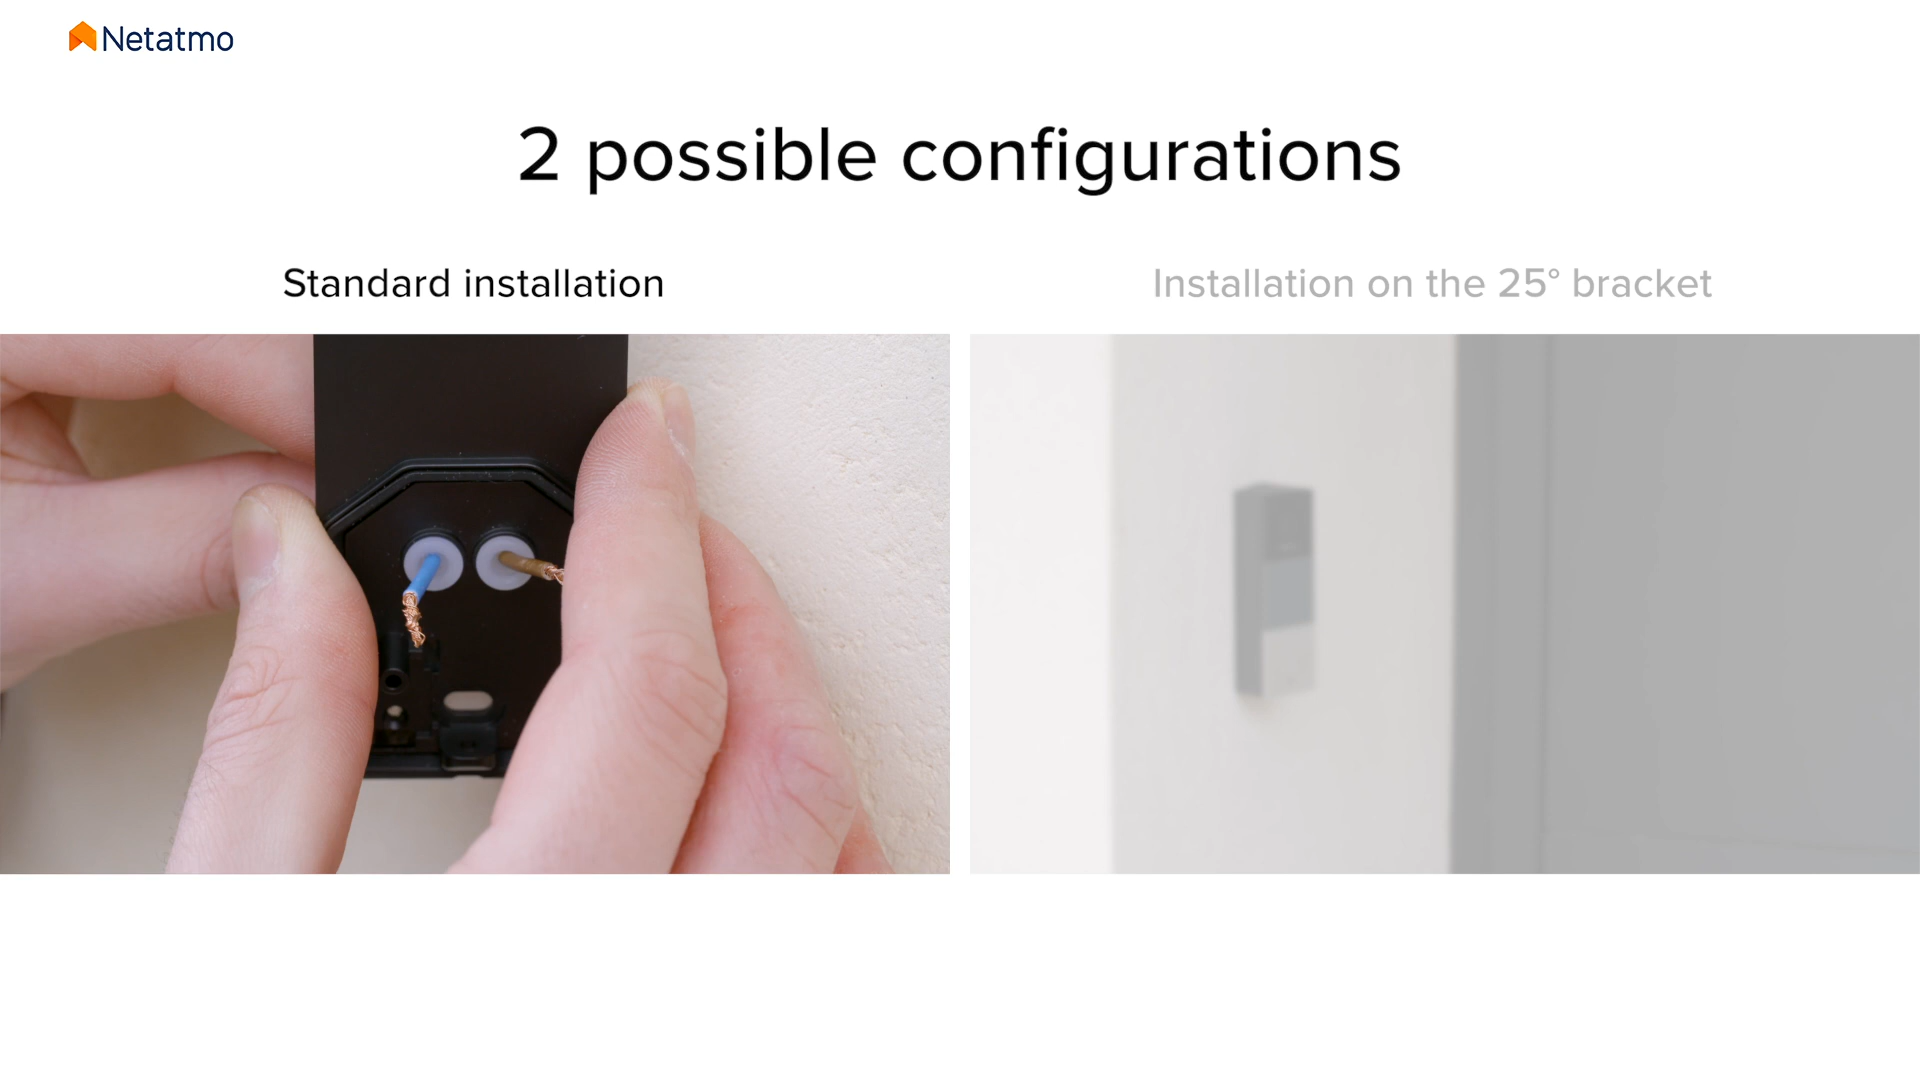 Netatmo
2 possible configurations
Standard installation
Installation on the 25° bracket